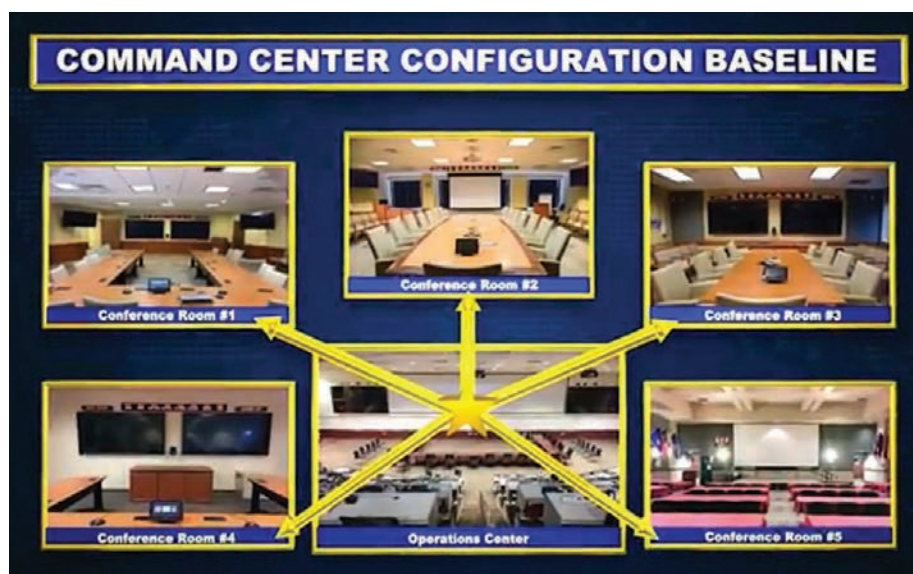 COMMAND CENTER CONFIGURATION BASELINE
Conference Room #2
Conference Room #1
Conference Room #3
Conference Room #4
Operations Center
Conference Room #5